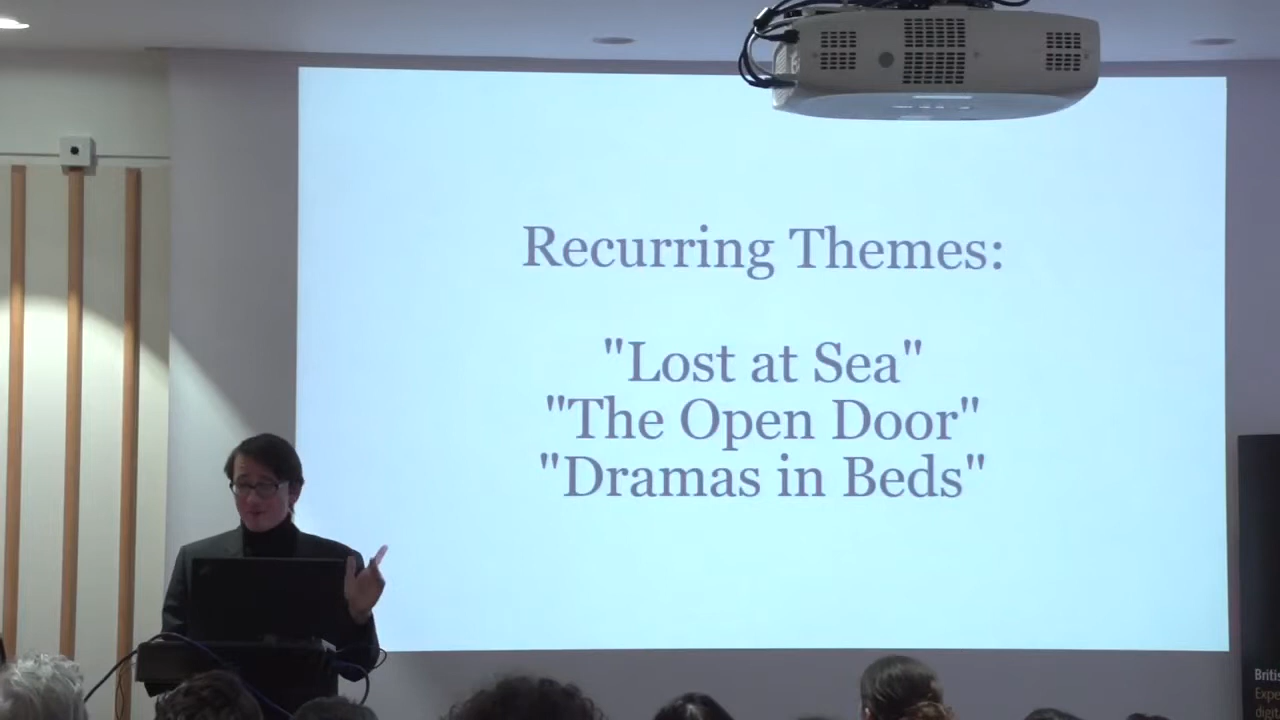 Recurring Themes:
"Lost at Sea"
"The Open Door"
"Dramas in Beds"